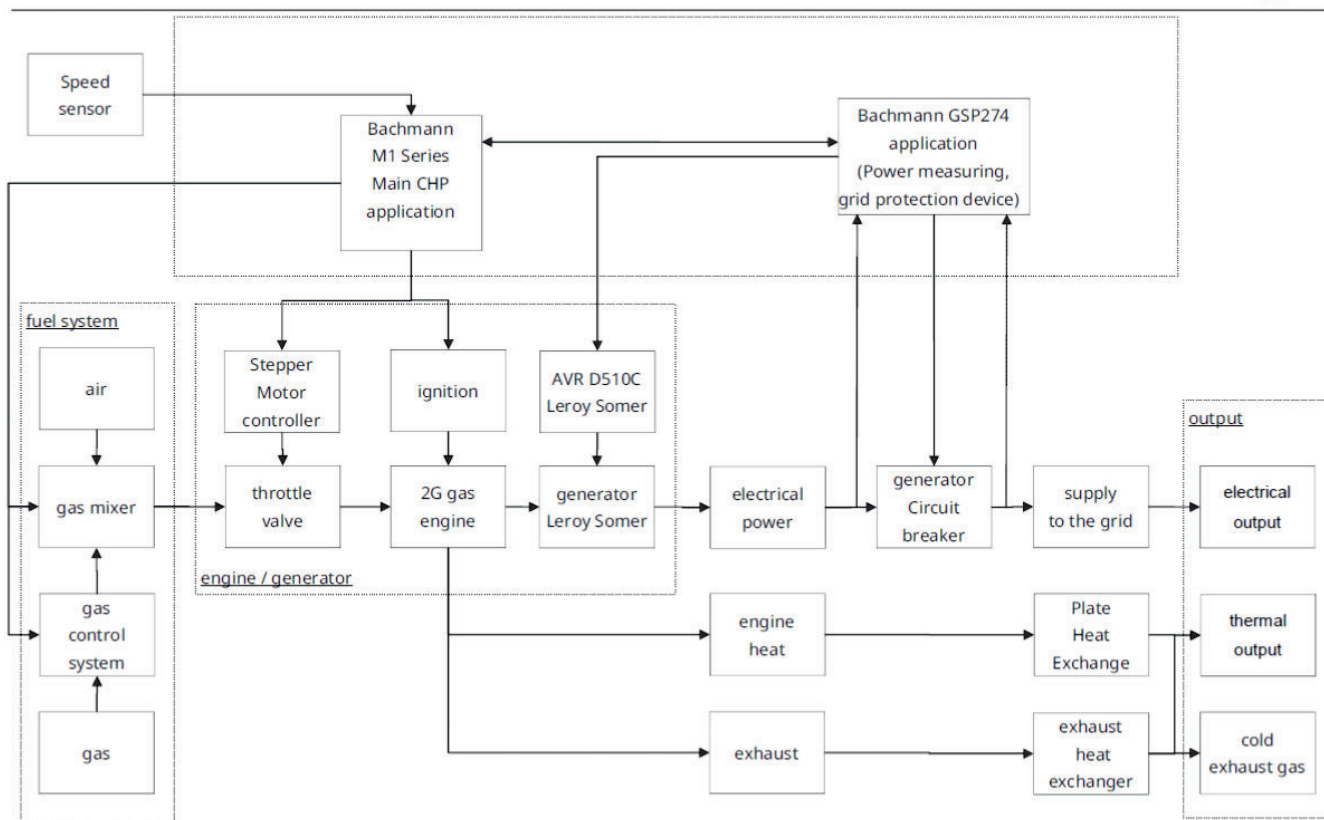 Speed
sensor
Bachmann
M1 Series
Main CHP
application
Bachmann GSP274
application
(Power measuring,
grid protection device)
fuel system
air
gas mixer
gas
control
system
gas
Stepper
Motor
controller
ignition
AVR D510C
Leroy Somer
throttle
valve
2G gas
engine
generator
Leroy Somer
engine / generator
electrical
power
generator
Circuit
breaker
supply
to the grid
engine
heat
Plate
Heat
Exchange
exhaust
exhaust
heat
exchanger
output
electrical
output
thermal
output
cold
exhaust gas